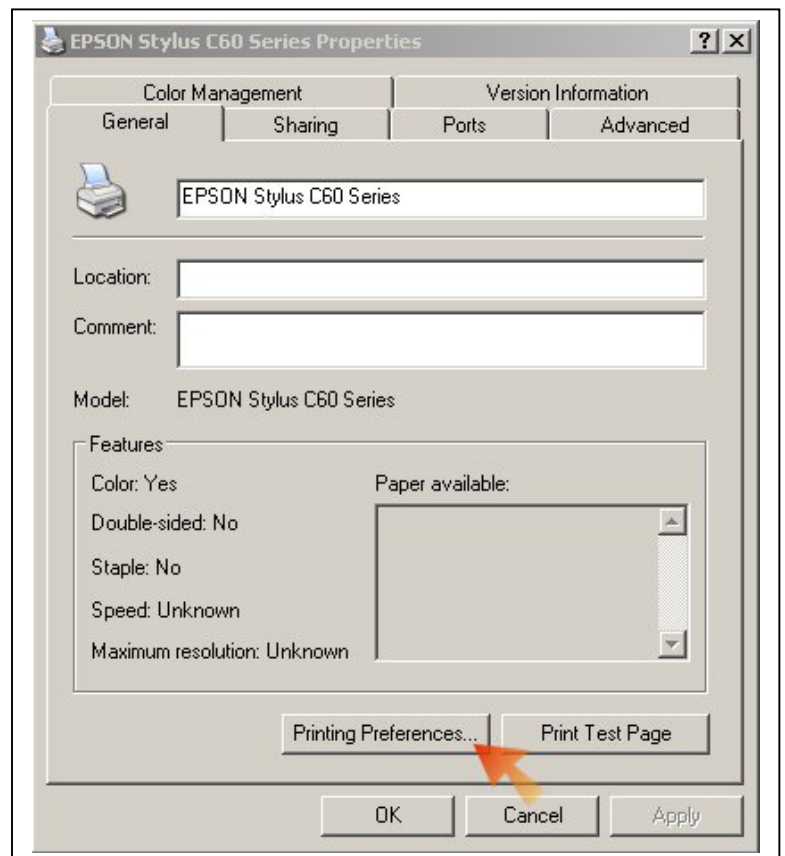 EPSON Stylus C60 Series Properties
? X
Color Management Version Information
General Sharing Ports Advanced
EPSON Stylus C60 Series
Location:
Comment:
Model: EPSON Stylus C60 Series
Features
Color: Yes Paper available:
Double-sided: No
Staple: No
Speed: Unknown
Maximum resolution: Unknown
Printing Preferences... Print Test Page
OK Cancel Apply